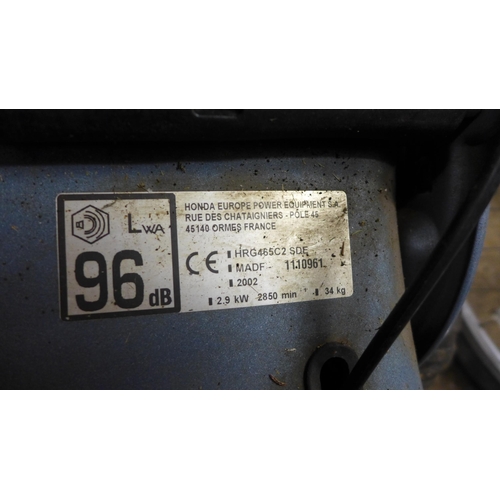 HONDA EUROPE POWER EQUIPMENT S.A.
RUE DES CHATAIGNIERS - POLE 45
45140 ORMES FRANCE
LWA
96 dB
CE
HRG465C2 SDE
MADF - 1110961
2002
2.9 kW 2850 min 34 kg